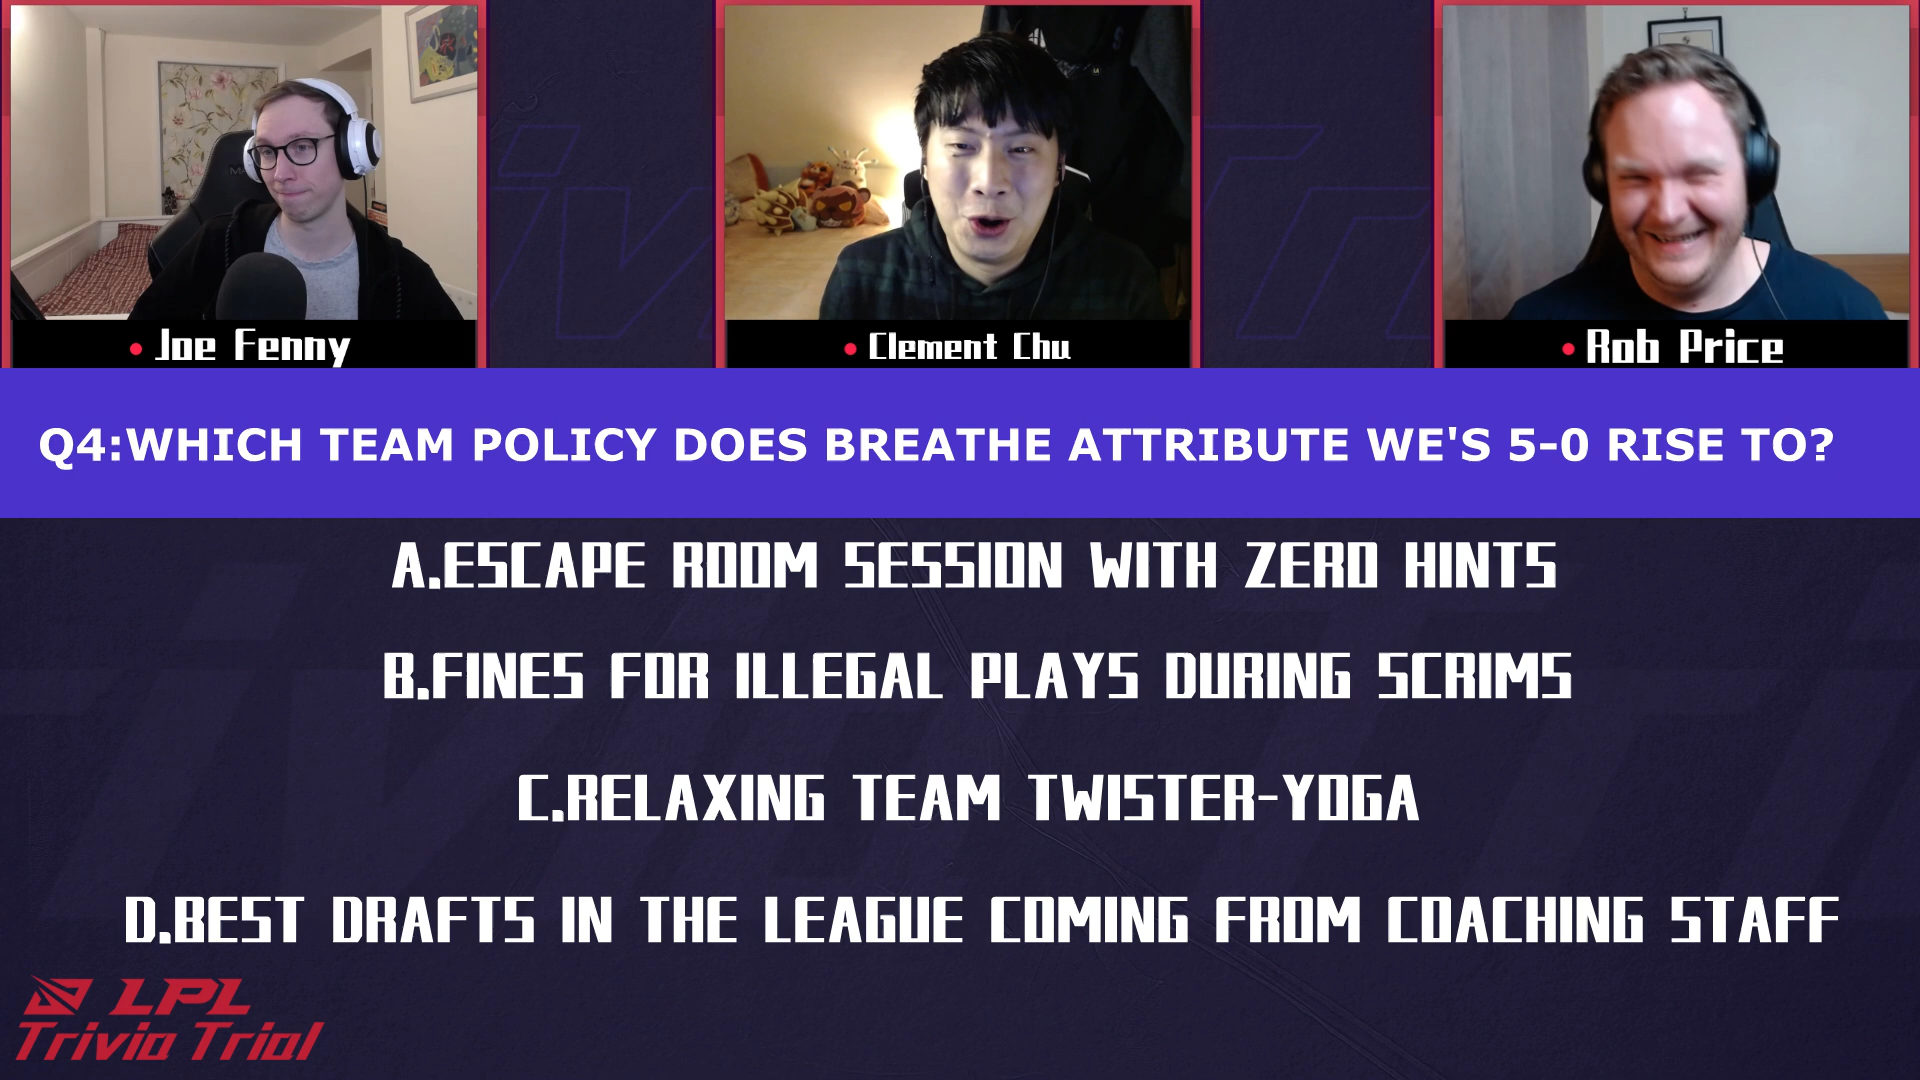 Joe Fenny
Clement Chu
Rob Price
Q4:WHICH TEAM POLICY DOES BREATHE ATTRIBUTE WE'S 5-0 RISE TO?
A.ESCAPE ROOM SESSION WITH ZERO HINTS
B.FINES FOR ILLEGAL PLAYS DURING SCRIMS
C.RELAXING TEAM TWISTER-YOGA
D.BEST DRAFTS IN THE LEAGUE COMING FROM COACHING STAFF
LPL
Trivia Trial